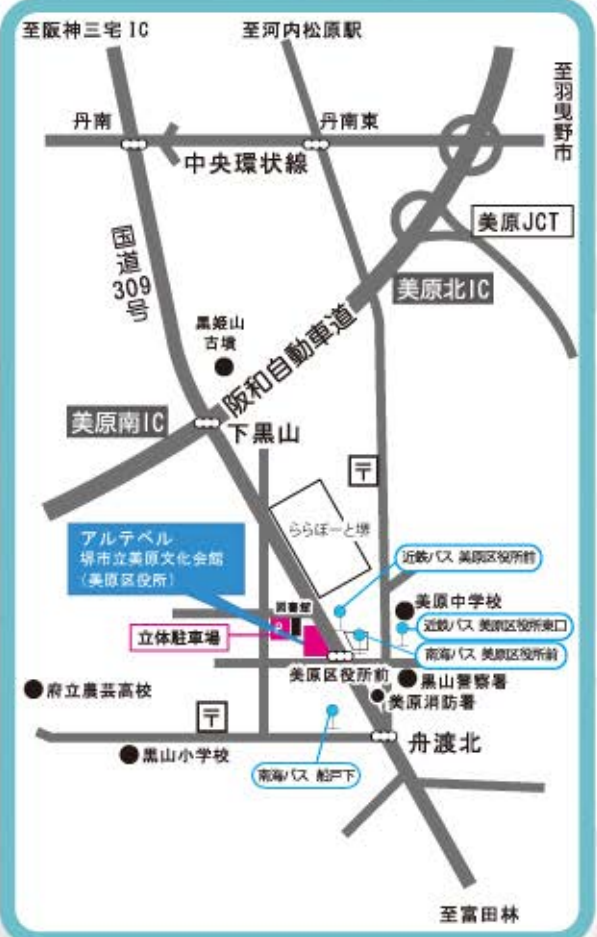 至阪神三宅IC
至河内松原駅
至羽曳野市
丹南
丹南東
中央環状線
美原JCT
国道309号
美原北IC
黒姫山
古墳
阪和自動車道
美原南IC
下黒山
〒
ららぽーと堺
アルテベル
堺市立美原文化会館
(美原区役所)
近鉄バス 美原区役所前
図書館
P
美原中学校
近鉄バス 美原区役所東口
立体駐車場
南海バス 美原区役所前
美原区役所前
黒山警察署
府立農芸高校
美原消防署
〒
舟渡北
黒山小学校
南海バス 船戸下
至富田林